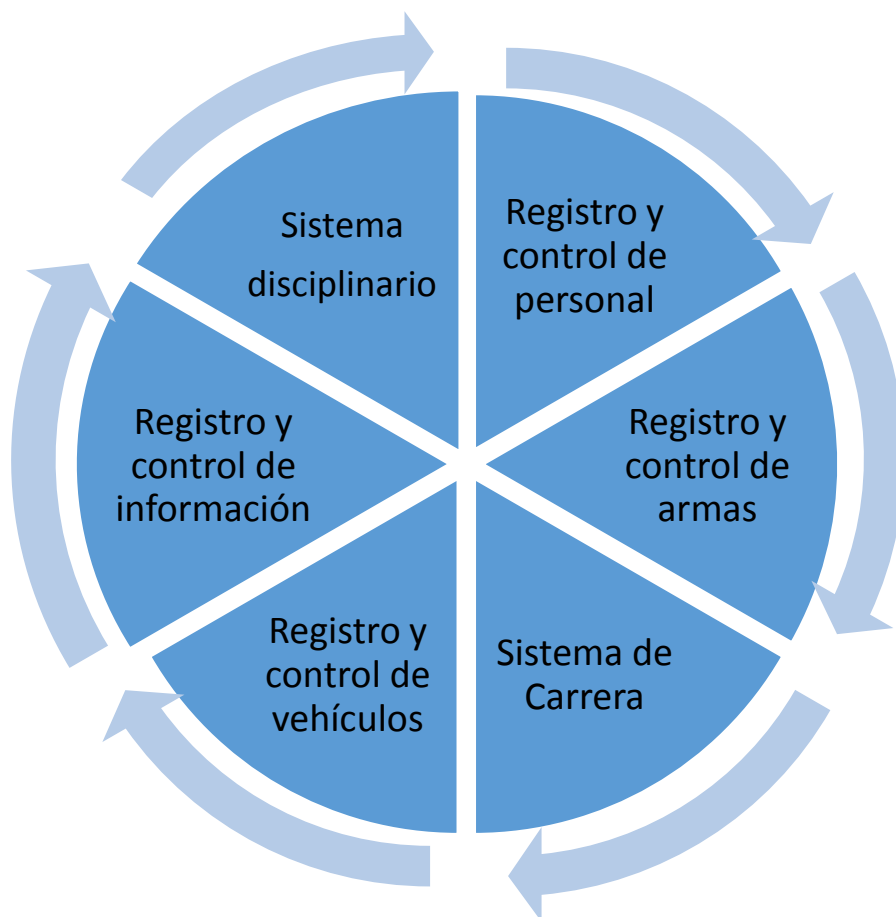 Sistema
disciplinario
Registro y
control de
personal
Registro y
control de
armas
Sistema de
Carrera
Registro y
control de
vehículos
Registro y
control de
información